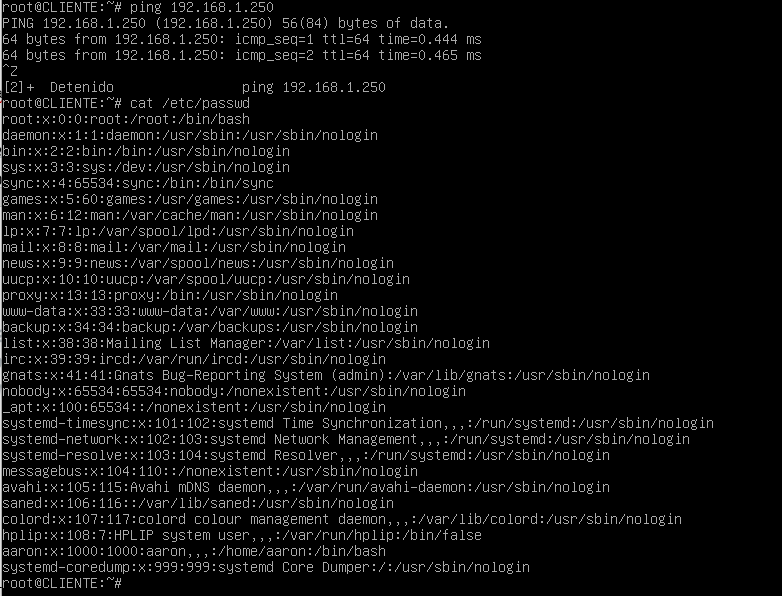 root@CLIENTE:~# ping 192.168.1.250
PING 192.168.1.250 (192.168.1.250) 56(84) bytes of data.
64 bytes from 192.168.1.250: icmp_seq=1 ttl=64 time=0.444 ms
64 bytes from 192.168.1.250: icmp_seq=2 ttl=64 time=0.465 ms
^Z
[2]+  Detenido                ping 192.168.1.250
root@CLIENTE:~# cat /etc/passwd
root:x:0:0:root:/root:/bin/bash
daemon:x:1:1:daemon:/usr/sbin:/usr/sbin/nologin
bin:x:2:2:bin:/bin:/usr/sbin/nologin
sys:x:3:3:sys:/dev:/usr/sbin/nologin
sync:x:4:65534:sync:/bin:/bin/sync
games:x:5:60:games:/usr/games:/usr/sbin/nologin
man:x:6:12:man:/var/cache/man:/usr/sbin/nologin
lp:x:7:7:lp:/var/spool/lpd:/usr/sbin/nologin
mail:x:8:8:mail:/var/mail:/usr/sbin/nologin
news:x:9:9:news:/var/spool/news:/usr/sbin/nologin
uucp:x:10:10:uucp:/var/spool/uucp:/usr/sbin/nologin
proxy:x:13:13:proxy:/bin:/usr/sbin/nologin
www-data:x:33:33:www-data:/var/www:/usr/sbin/nologin
backup:x:34:34:backup:/var/backups:/usr/sbin/nologin
list:x:38:38:Mailing List Manager:/var/list:/usr/sbin/nologin
irc:x:39:39:ircd:/var/run/ircd:/usr/sbin/nologin
gnats:x:41:41:Gnats Bug-Reporting System (admin):/var/lib/gnats:/usr/sbin/nologin
nobody:x:65534:65534:nobody:/nonexistent:/usr/sbin/nologin
_apt:x:100:65534::/nonexistent:/usr/sbin/nologin
systemd-timesync:x:101:102:systemd Time Synchronization,,,:/run/systemd:/usr/sbin/nologin
systemd-network:x:102:103:systemd Network Management,,,:/run/systemd:/usr/sbin/nologin
systemd-resolve:x:103:104:systemd Resolver,,,:/run/systemd:/usr/sbin/nologin
messagebus:x:104:110::/nonexistent:/usr/sbin/nologin
avahi:x:105:115:Avahi mDNS daemon,,,:/var/run/avahi-daemon:/usr/sbin/nologin
saned:x:106:116::/var/lib/saned:/usr/sbin/nologin
colord:x:107:117:colord colour management daemon,,,:/var/lib/colord:/usr/sbin/nologin
hplip:x:108:7:HPLIP system user,,,:/var/run/hplip:/bin/false
aaron:x:1000:1000:aaron,,,:/home/aaron:/bin/bash
systemd-coredump:x:999:999:systemd Core Dumper:/:/usr/sbin/nologin
root@CLIENTE:~#